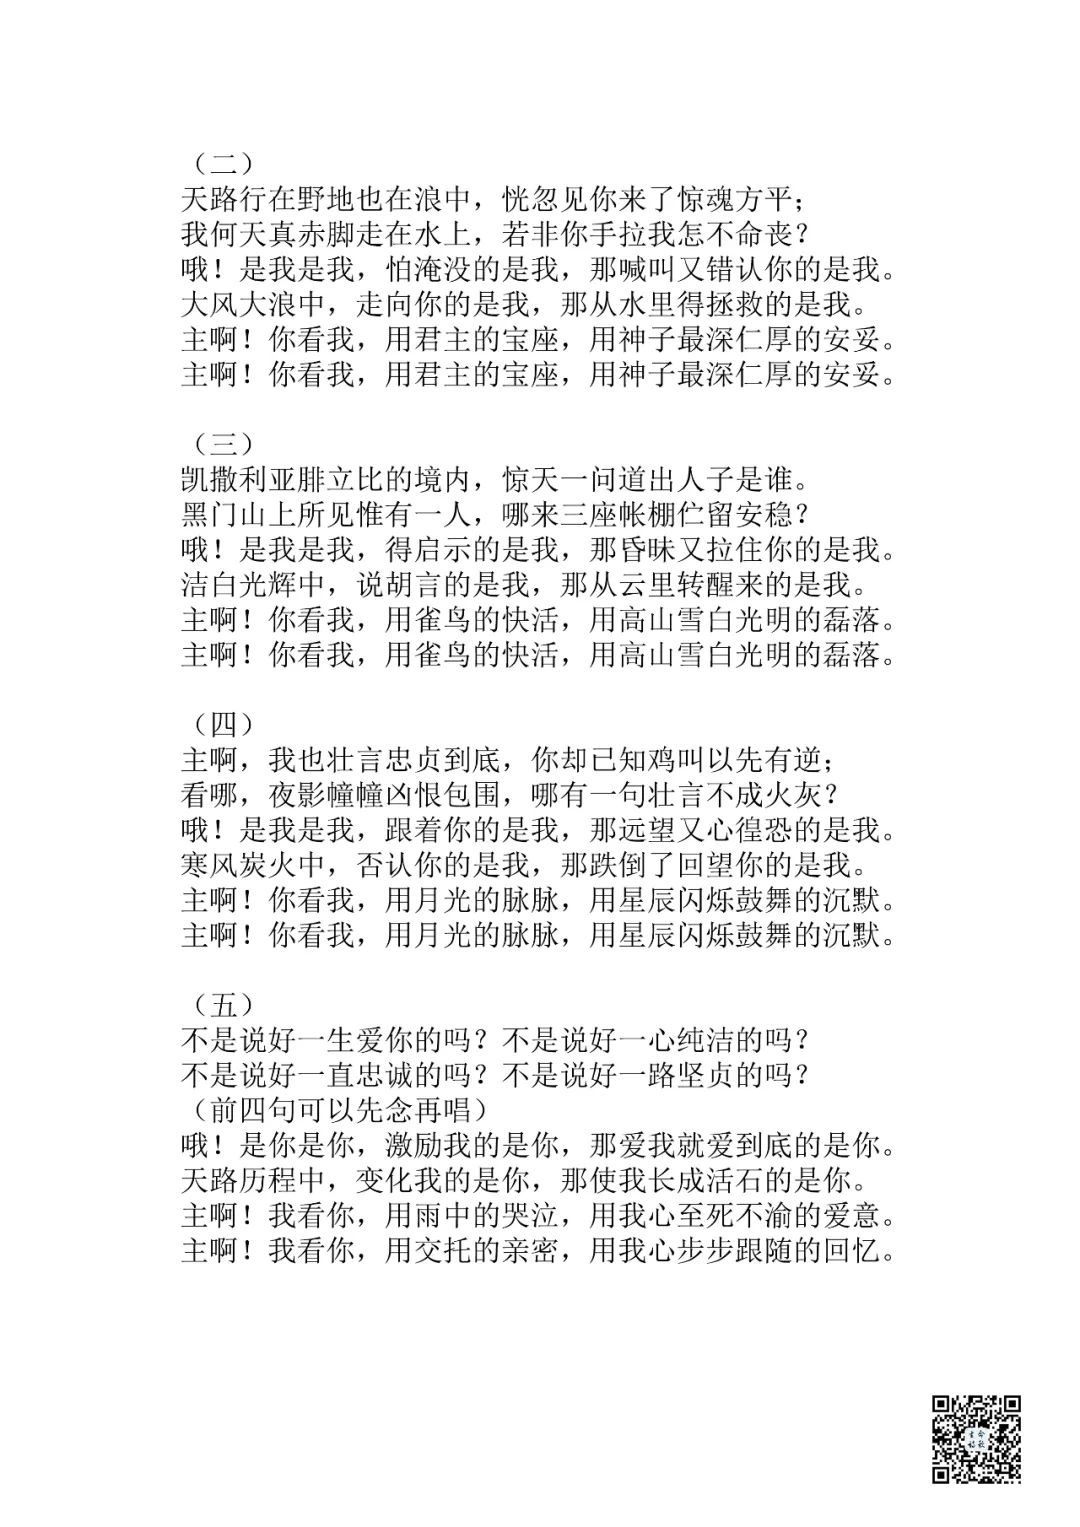 （二）
天路行在野地也在浪中，恍忽见你来了惊魂方平；
我何天真赤脚走在水上，若非你手拉我怎不命丧？
哦！是我是我，怕淹没的是我，那喊叫又错认你的是我。
大风大浪中，走向你的是我，那从水里得拯救的是我。
主啊！你看我，用君主的宝座，用神子最深仁厚的安妥。
主啊！你看我，用君主的宝座，用神子最深仁厚的安妥。
（三）
凯撒利亚腓立比的境内，惊天一问道出人子是谁。
黑门山上所见惟有一人，哪来三座帐棚伫留安稳？
哦！是我是我，得启示的是我，那昏昧又拉住你的是我。
洁白光辉中，说胡言的是我，那从云里转醒来的是我。
主啊！你看我，用雀鸟的快活，用高山雪白光明的磊落。
主啊！你看我，用雀鸟的快活，用高山雪白光明的磊落。
（四）
主啊，我也壮言忠贞到底，你却已知鸡叫以先有逆；
看哪，夜影幢幢凶恨包围，哪有一句壮言不成火灰？
哦！是我是我，跟着你的是我，那远望又心徨恐的是我。
寒风炭火中，否认你的是我，那跌倒了回望你的是我。
主啊！你看我，用月光的脉脉，用星辰闪烁鼓舞的沉默。
主啊！你看我，用月光的脉脉，用星辰闪烁鼓舞的沉默。
（五）
不是说好一生爱你的吗？不是说好一心纯洁的吗？
不是说好一直忠诚的吗？不是说好一路坚贞的吗？
（前四句可以先念再唱）
哦！是你是你，激励我的是你，那爱我就爱到底的是你。
天路历程中，变化我的是你，那使我长成活石的是你。
主啊！我看你，用雨中的哭泣，用我心至死不渝的爱意。
主啊！我看你，用交托的亲密，用我心步步跟随的回忆。